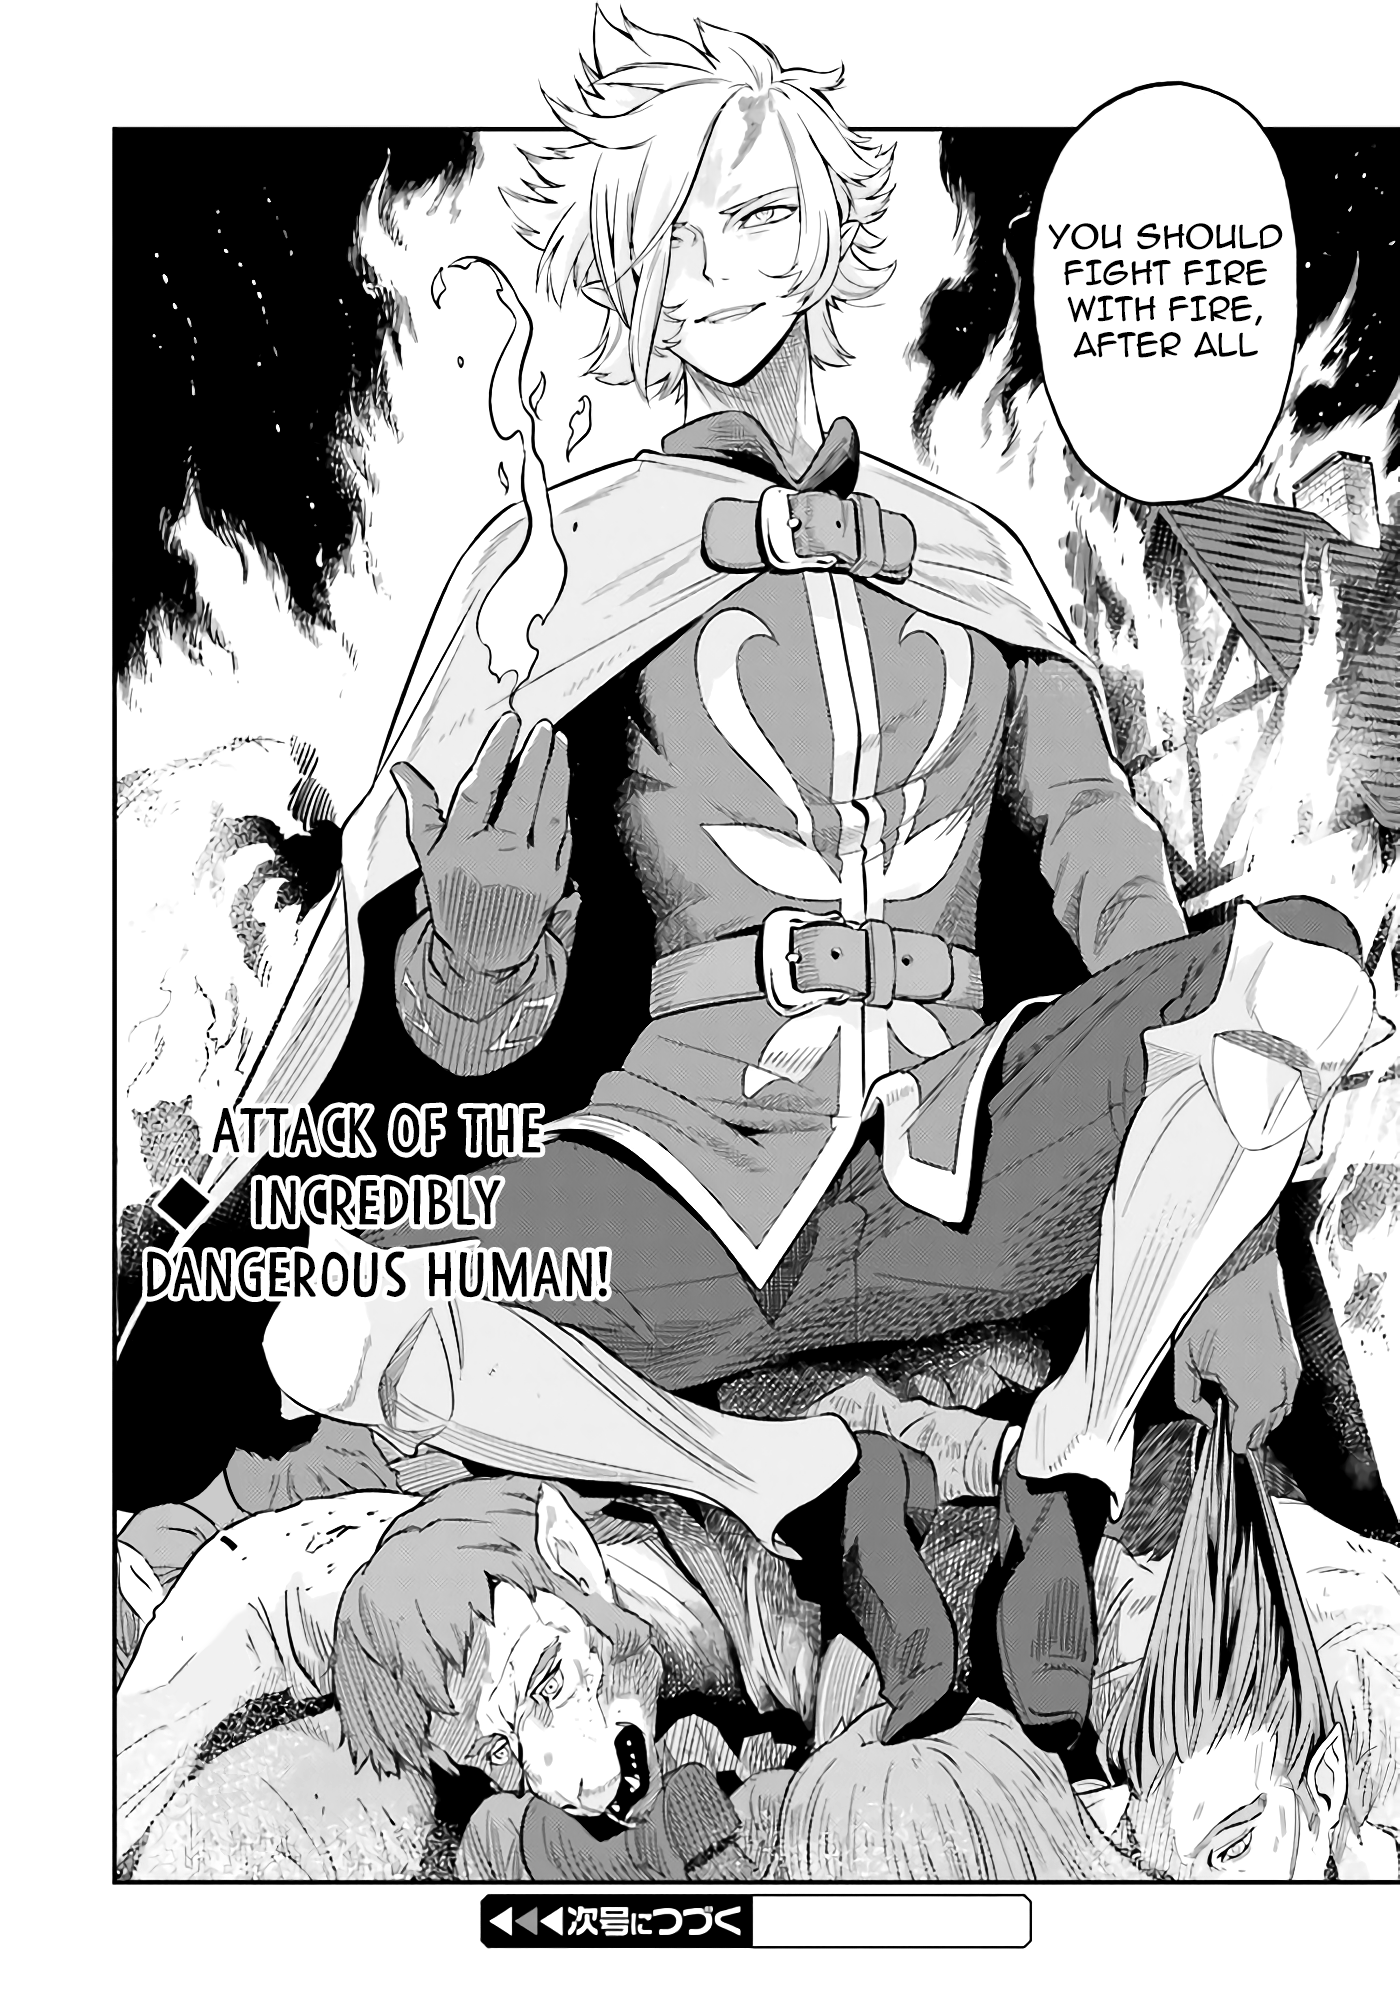 YOU SHOULD
FIGHT FIRE
WITH FIRE,
AFTER ALL
ATTACK OF THE
INCREDIBLY
DANGEROUS HUMAN!
次号につづく